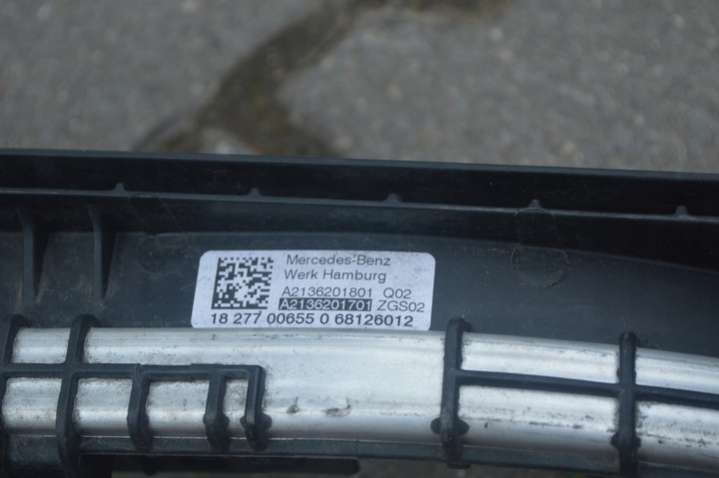 Mercedes-Benz
Werk Hamburg
A2136201801 Q02
A2136201701 ZGS02
18 277 00655 0 68126012